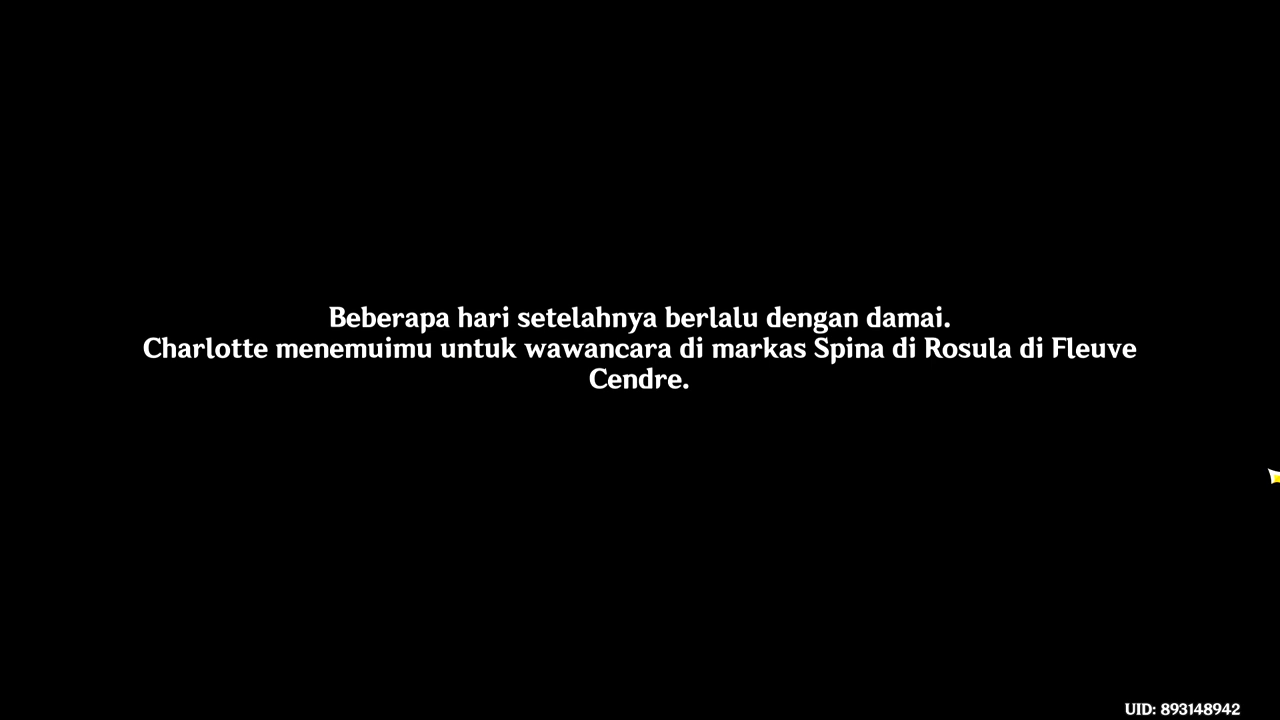 Beberapa hari setelahnya berlalu dengan damai.
Charlotte menemuimu untuk wawancara di markas Spina di Rosula di Fleuve
Cendre.
UID: 893148942